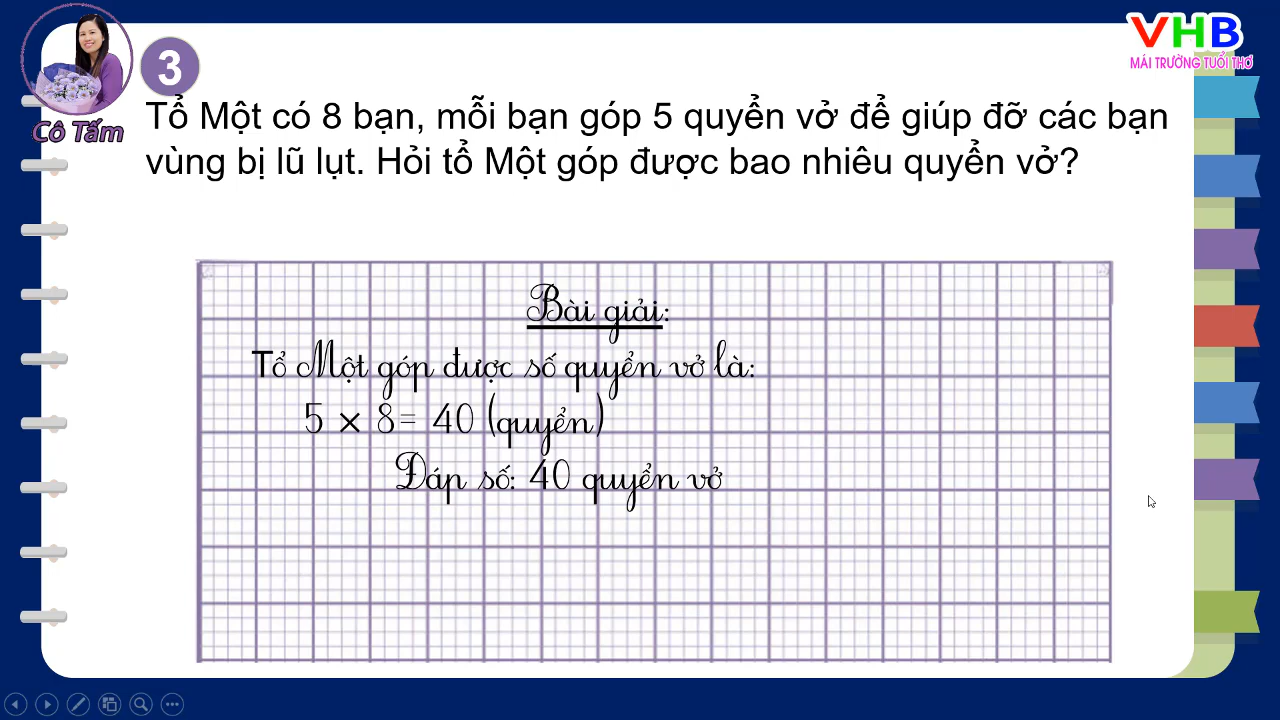 VHB
MÁI TRƯỜNG TUỔI THƠ
3
Cô Tấm
Tổ Một có 8 bạn, mỗi bạn góp 5 quyển vở để giúp đỡ các bạn
vùng bị lũ lụt. Hỏi tổ Một góp được bao nhiêu quyển vở?
Bài giải:
Tổ Một góp được số quyển vở là:
5 × 8= 40 (quyển)
Đáp số: 40 quyển vở